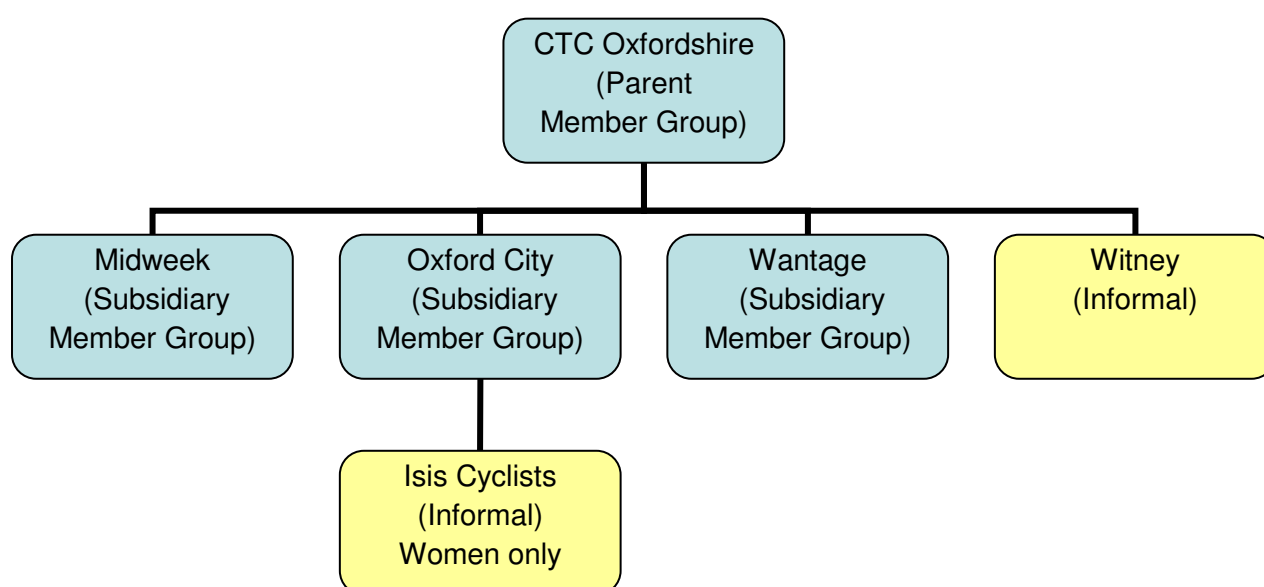 CTC Oxfordshire
(Parent
Member Group)
Midweek
(Subsidiary
Member Group)
Oxford City
(Subsidiary
Member Group)
Wantage
(Subsidiary
Member Group)
Witney
(Informal)
Isis Cyclists
(Informal)
Women only